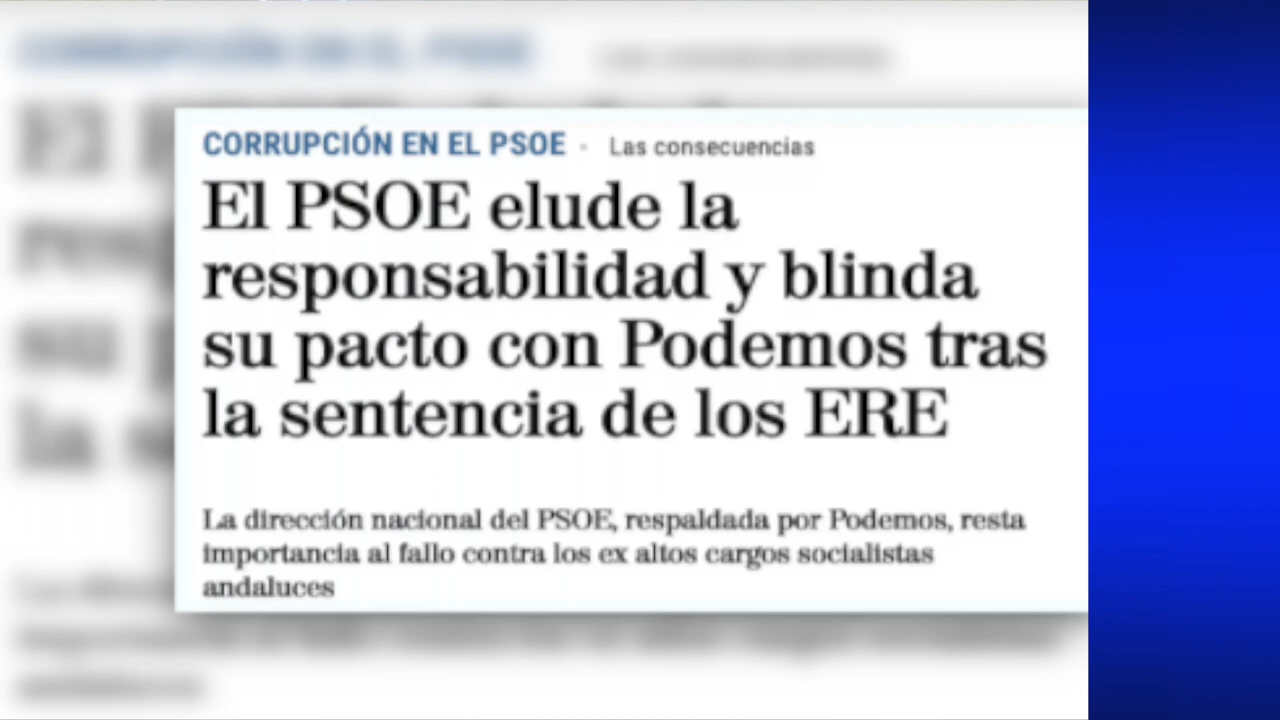 CORRUPCIÓN EN EL PSOE · Las consecuencias
El PSOE elude la
responsabilidad y blinda
su pacto con Podemos tras
la sentencia de los ERE
La dirección nacional del PSOE, respaldada por Podemos, resta
importancia al fallo contra los ex altos cargos socialistas
andaluces